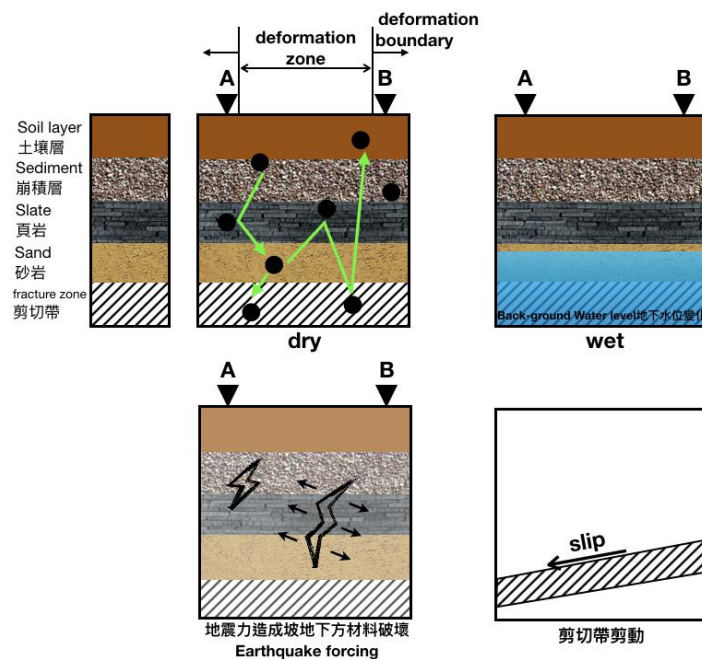 deformation
zone
deformation
boundary
A
B
A
B
Soil layer
土壤層
Sediment
崩積層
Slate
頁岩
Sand
砂岩
fracture zone
剪切帶
dry
Back-ground Water level地下水位變化
wet
A
B
slip
地震力造成坡地下方材料破壞
Earthquake forcing
剪切帶剪動